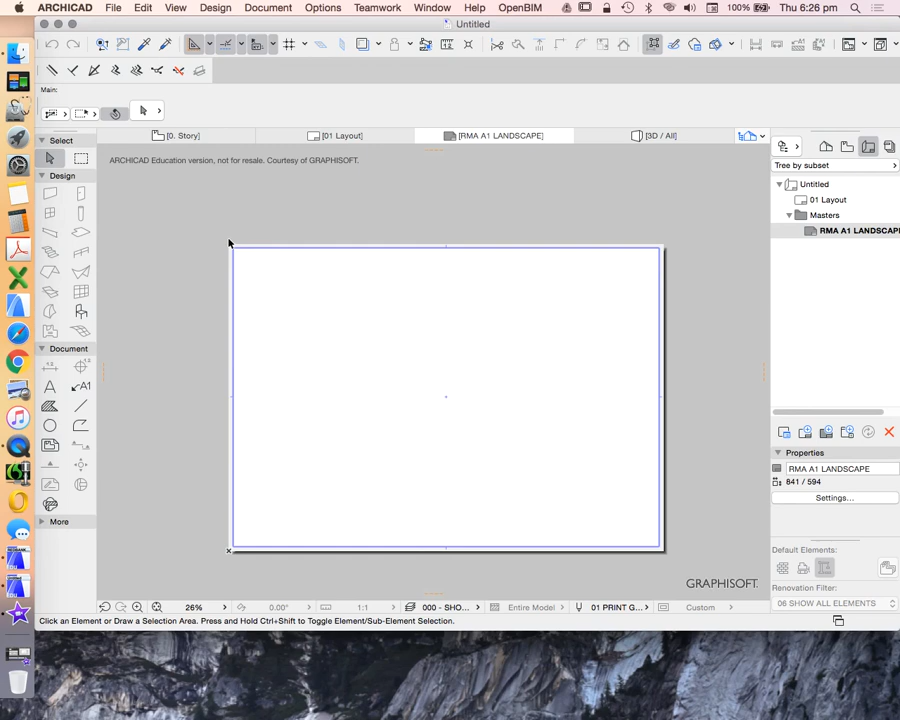 ARCHICAD File Edit View Design Document Options Teamwork Window Help OpenBIM 100% Thu 6:26 pm
Untitled
Main:
[0. Story] [01 Layout] [RMA A1 LANDSCAPE] [3D / All]
Select
ARCHICAD Education version, not for resale. Courtesy of GRAPHISOFT.
Tree by subset
Design
Untitled
01 Layout
Masters
RMA A1 LANDSCAPE
Document
A A1
Properties
RMA A1 LANDSCAPE
841 / 594
Settings...
More
Default Elements:
GRAPHISOFT.
Renovation Filter:
26% 0.00° 1:1 000 - SHO... Entire Model 01 PRINT G... Custom 06 SHOW ALL ELEMENTS
Click an Element or Draw a Selection Area. Press and Hold Ctrl+Shift to Toggle Element/Sub-Element Selection.